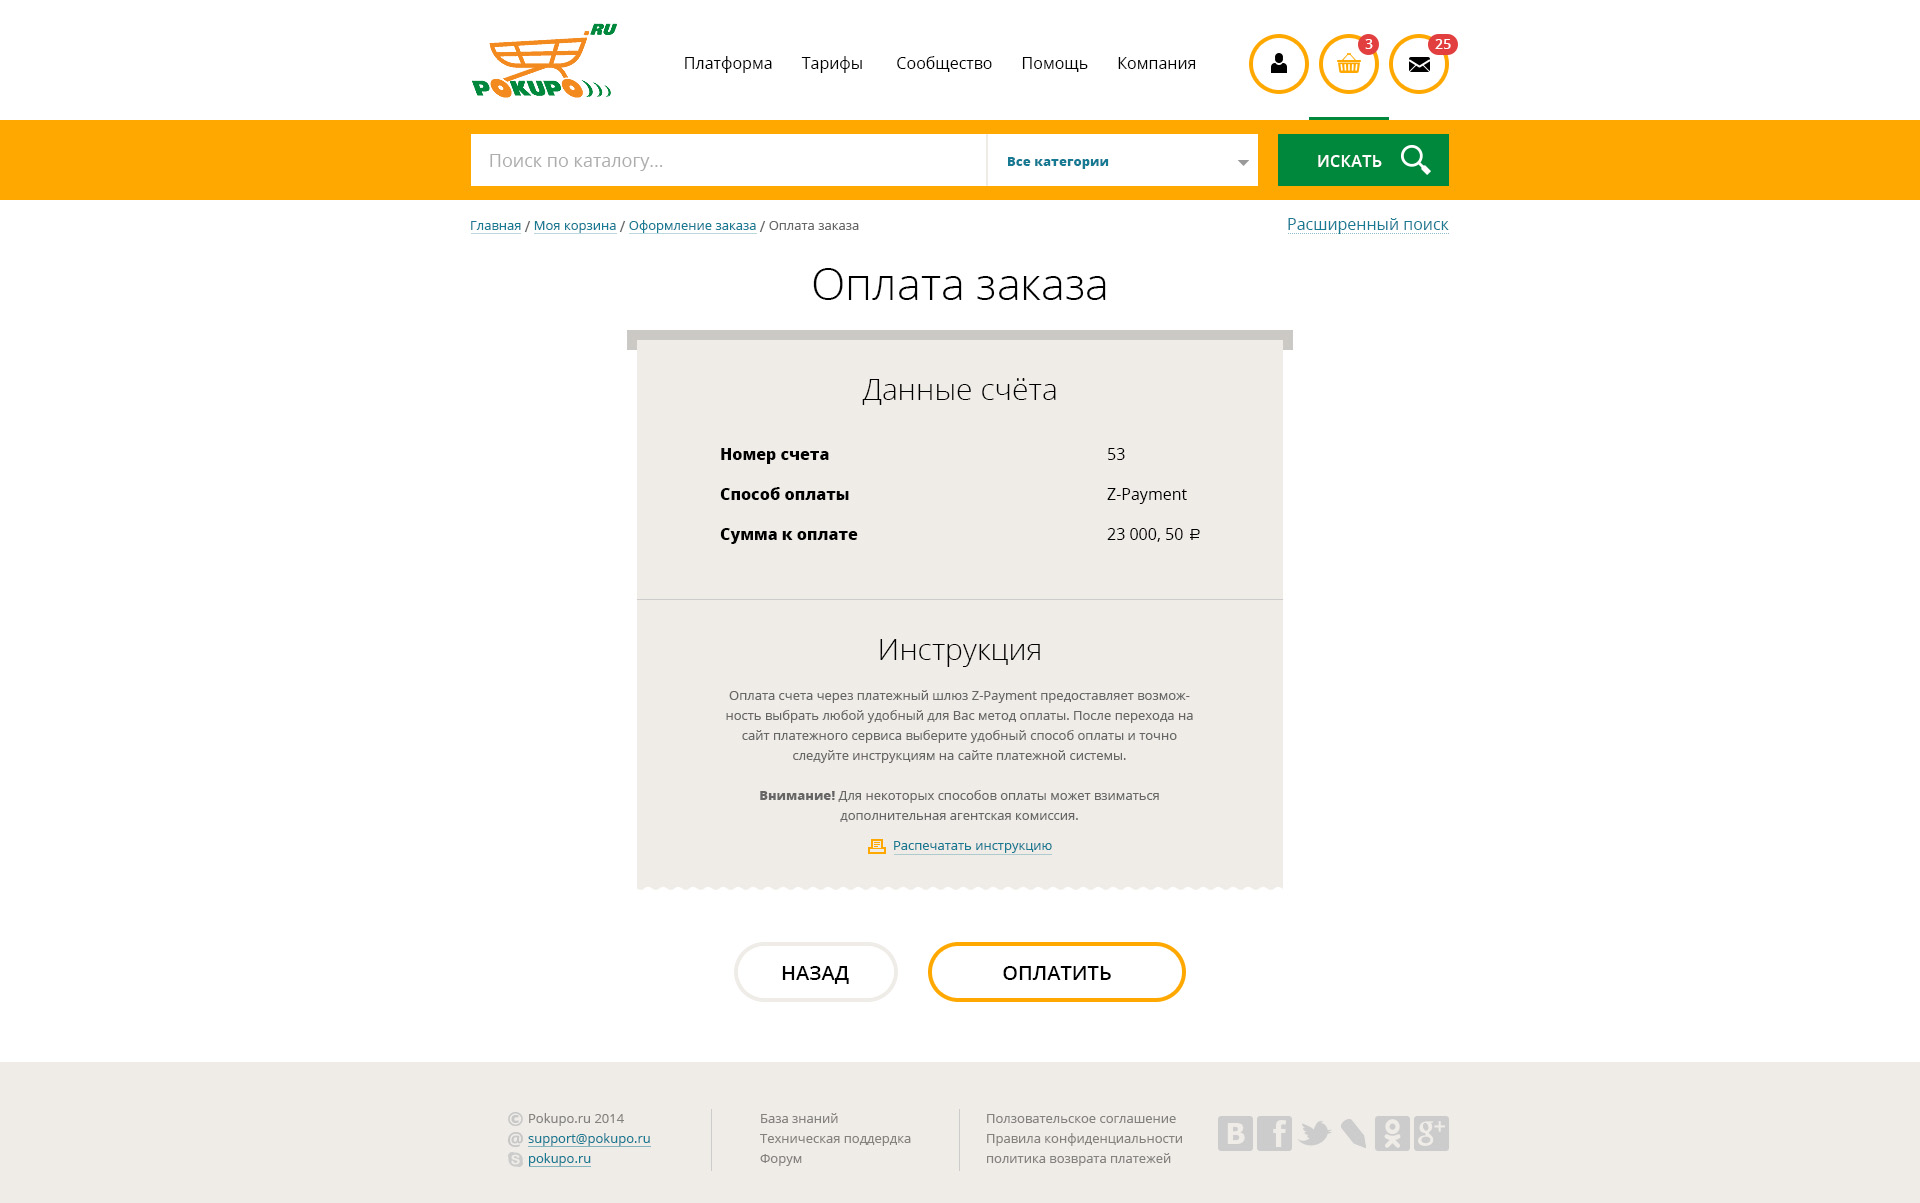 .RU
POKUPO
Платформа Тарифы Сообщество Помощь Компания
3
25
Поиск по каталогу...
Все категории
ИСКАТЬ
Главная / Моя корзина / Оформление заказа / Оплата заказа
Расширенный поиск
Оплата заказа
Данные счёта
Номер счета 53
Способ оплаты Z-Payment
Сумма к оплате 23 000, 50 ₽
Инструкция
Оплата счета через платежный шлюз Z-Payment предоставляет возмож-
ность выбрать любой удобный для Вас метод оплаты. После перехода на
сайт платежного сервиса выберите удобный способ оплаты и точно
следуйте инструкциям на сайте платежной системы.
Внимание! Для некоторых способов оплаты может взиматься
дополнительная агентская комиссия.
Распечатать инструкцию
НАЗАД
ОПЛАТИТЬ
© Pokupo.ru 2014
@ support@pokupo.ru
pokupo.ru
База знаний
Техническая поддердка
Форум
Ползовательское соглашение
Правила конфиденциальности
политика возврата платежей